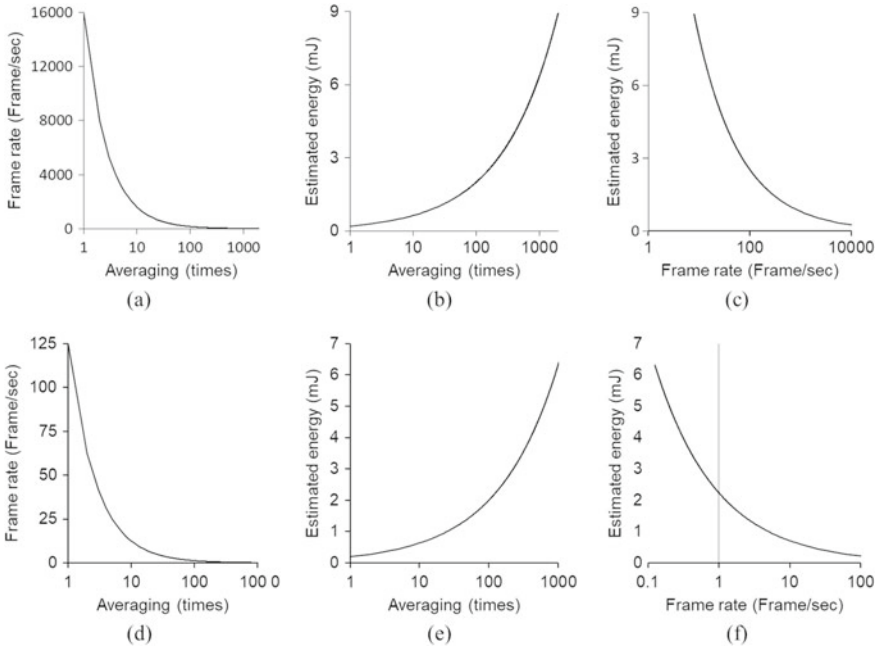 16000
12000
8000
4000
0
Frame rate (Frame/sec)
1 10 100 1000
Averaging (times)
(a)
9
6
3
0
Estimated energy (mJ)
1 10 100 1000
Averaging (times)
(b)
9
6
3
0
Estimated energy (mJ)
1 100 10000
Frame rate (Frame/sec)
(c)
125
100
75
50
25
0
Frame rate (Frame/sec)
1 10 100 100 0
Averaging (times)
(d)
7
6
5
4
3
2
1
0
Estimated energy (mJ)
1 10 100 1000
Averaging (times)
(e)
7
6
5
4
3
2
1
0
Estimated energy (mJ)
0.1 1 10 100
Frame rate (Frame/sec)
(f)